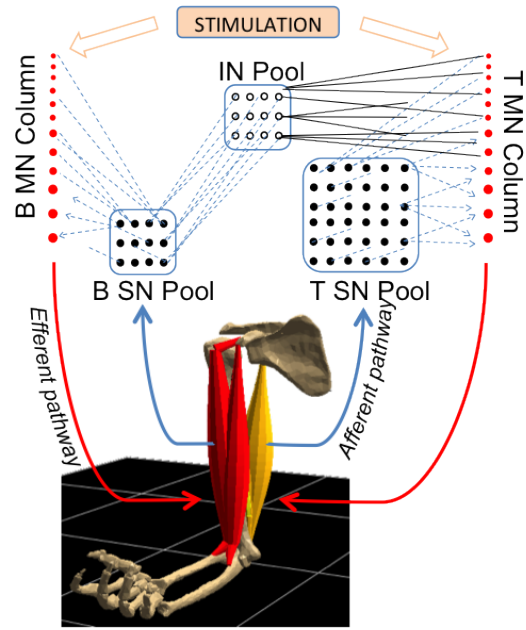 STIMULATION
IN Pool
B MN Column
T MN Column
B SN Pool
T SN Pool
Efferent pathway
Afferent pathway